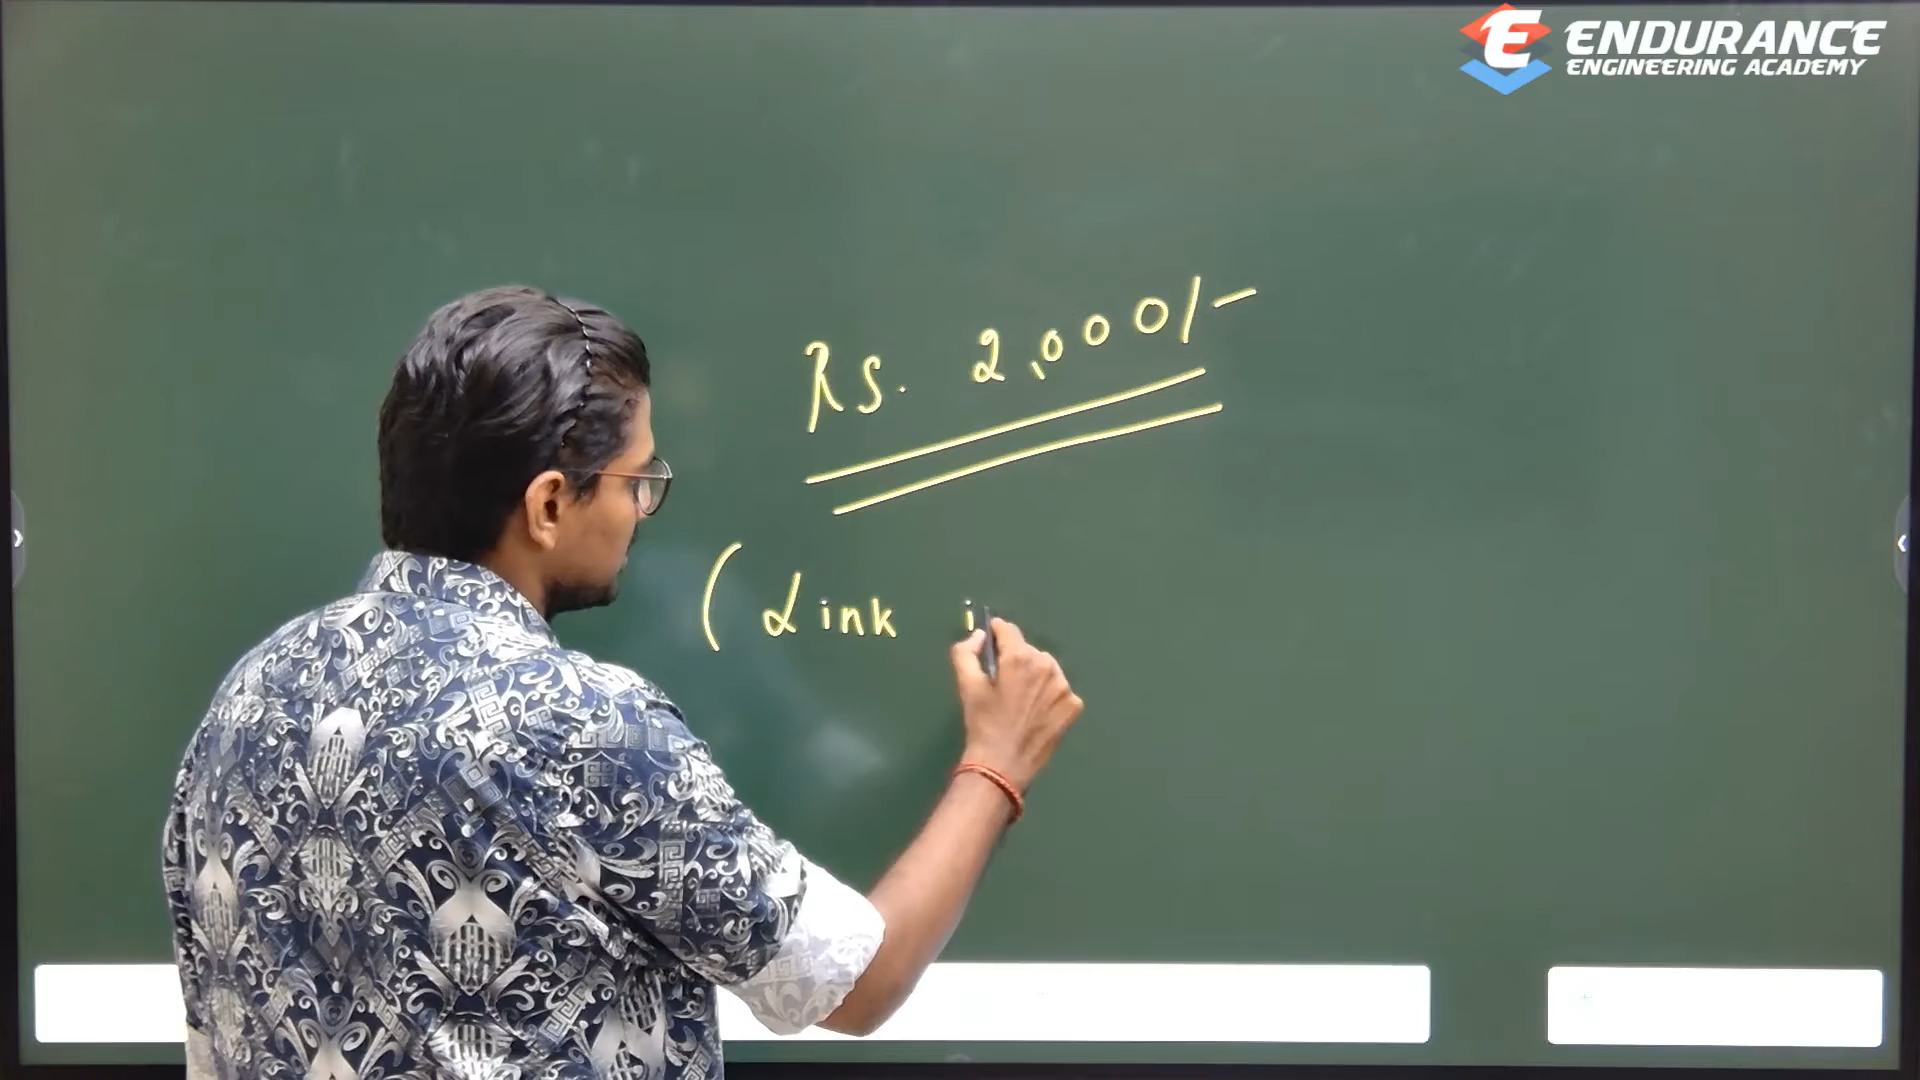 ENDURANCE
ENGINEERING ACADEMY
Rs. 2,000/-
(Link i